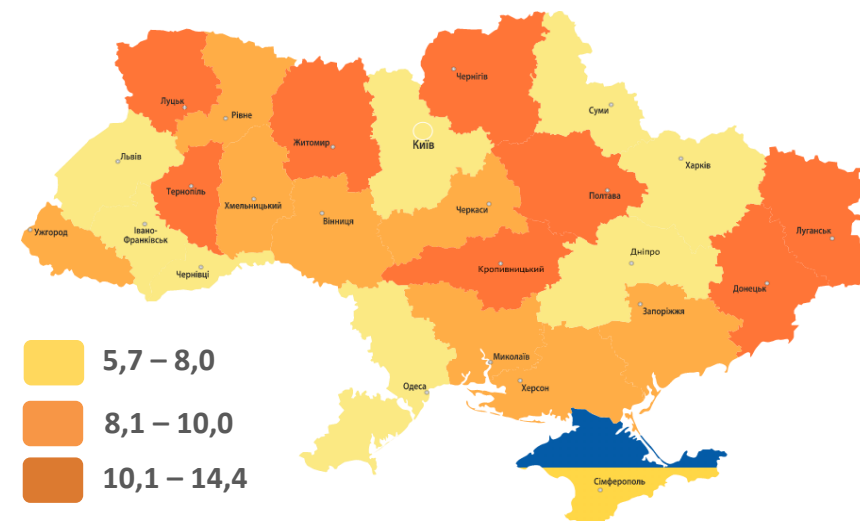 Чернігів
Луцьк
Суми
Рівне
Житомир
Київ
Львів
Харків
Тернопіль
Полтава
Хмельницький
Черкаси
Вінниця
Ужгород
Івано-
Франківськ
Луганськ
Чернівці
Дніпро
Кропивницький
Донецьк
Запоріжжя
Миколаїв
Одеса
Херсон
Сімферополь
5,7 – 8,0
8,1 – 10,0
10,1 – 14,4